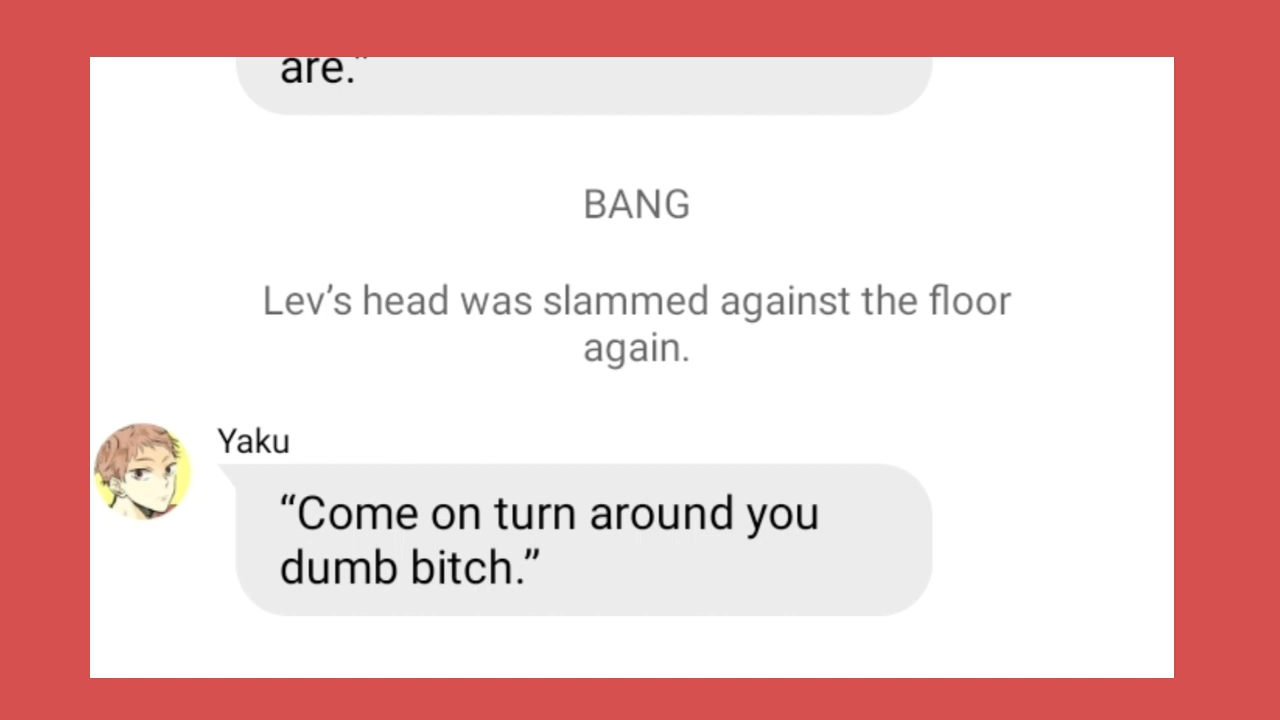 are.”
BANG
Lev’s head was slammed against the floor
again.
Yaku
“Come on turn around you
dumb bitch.”